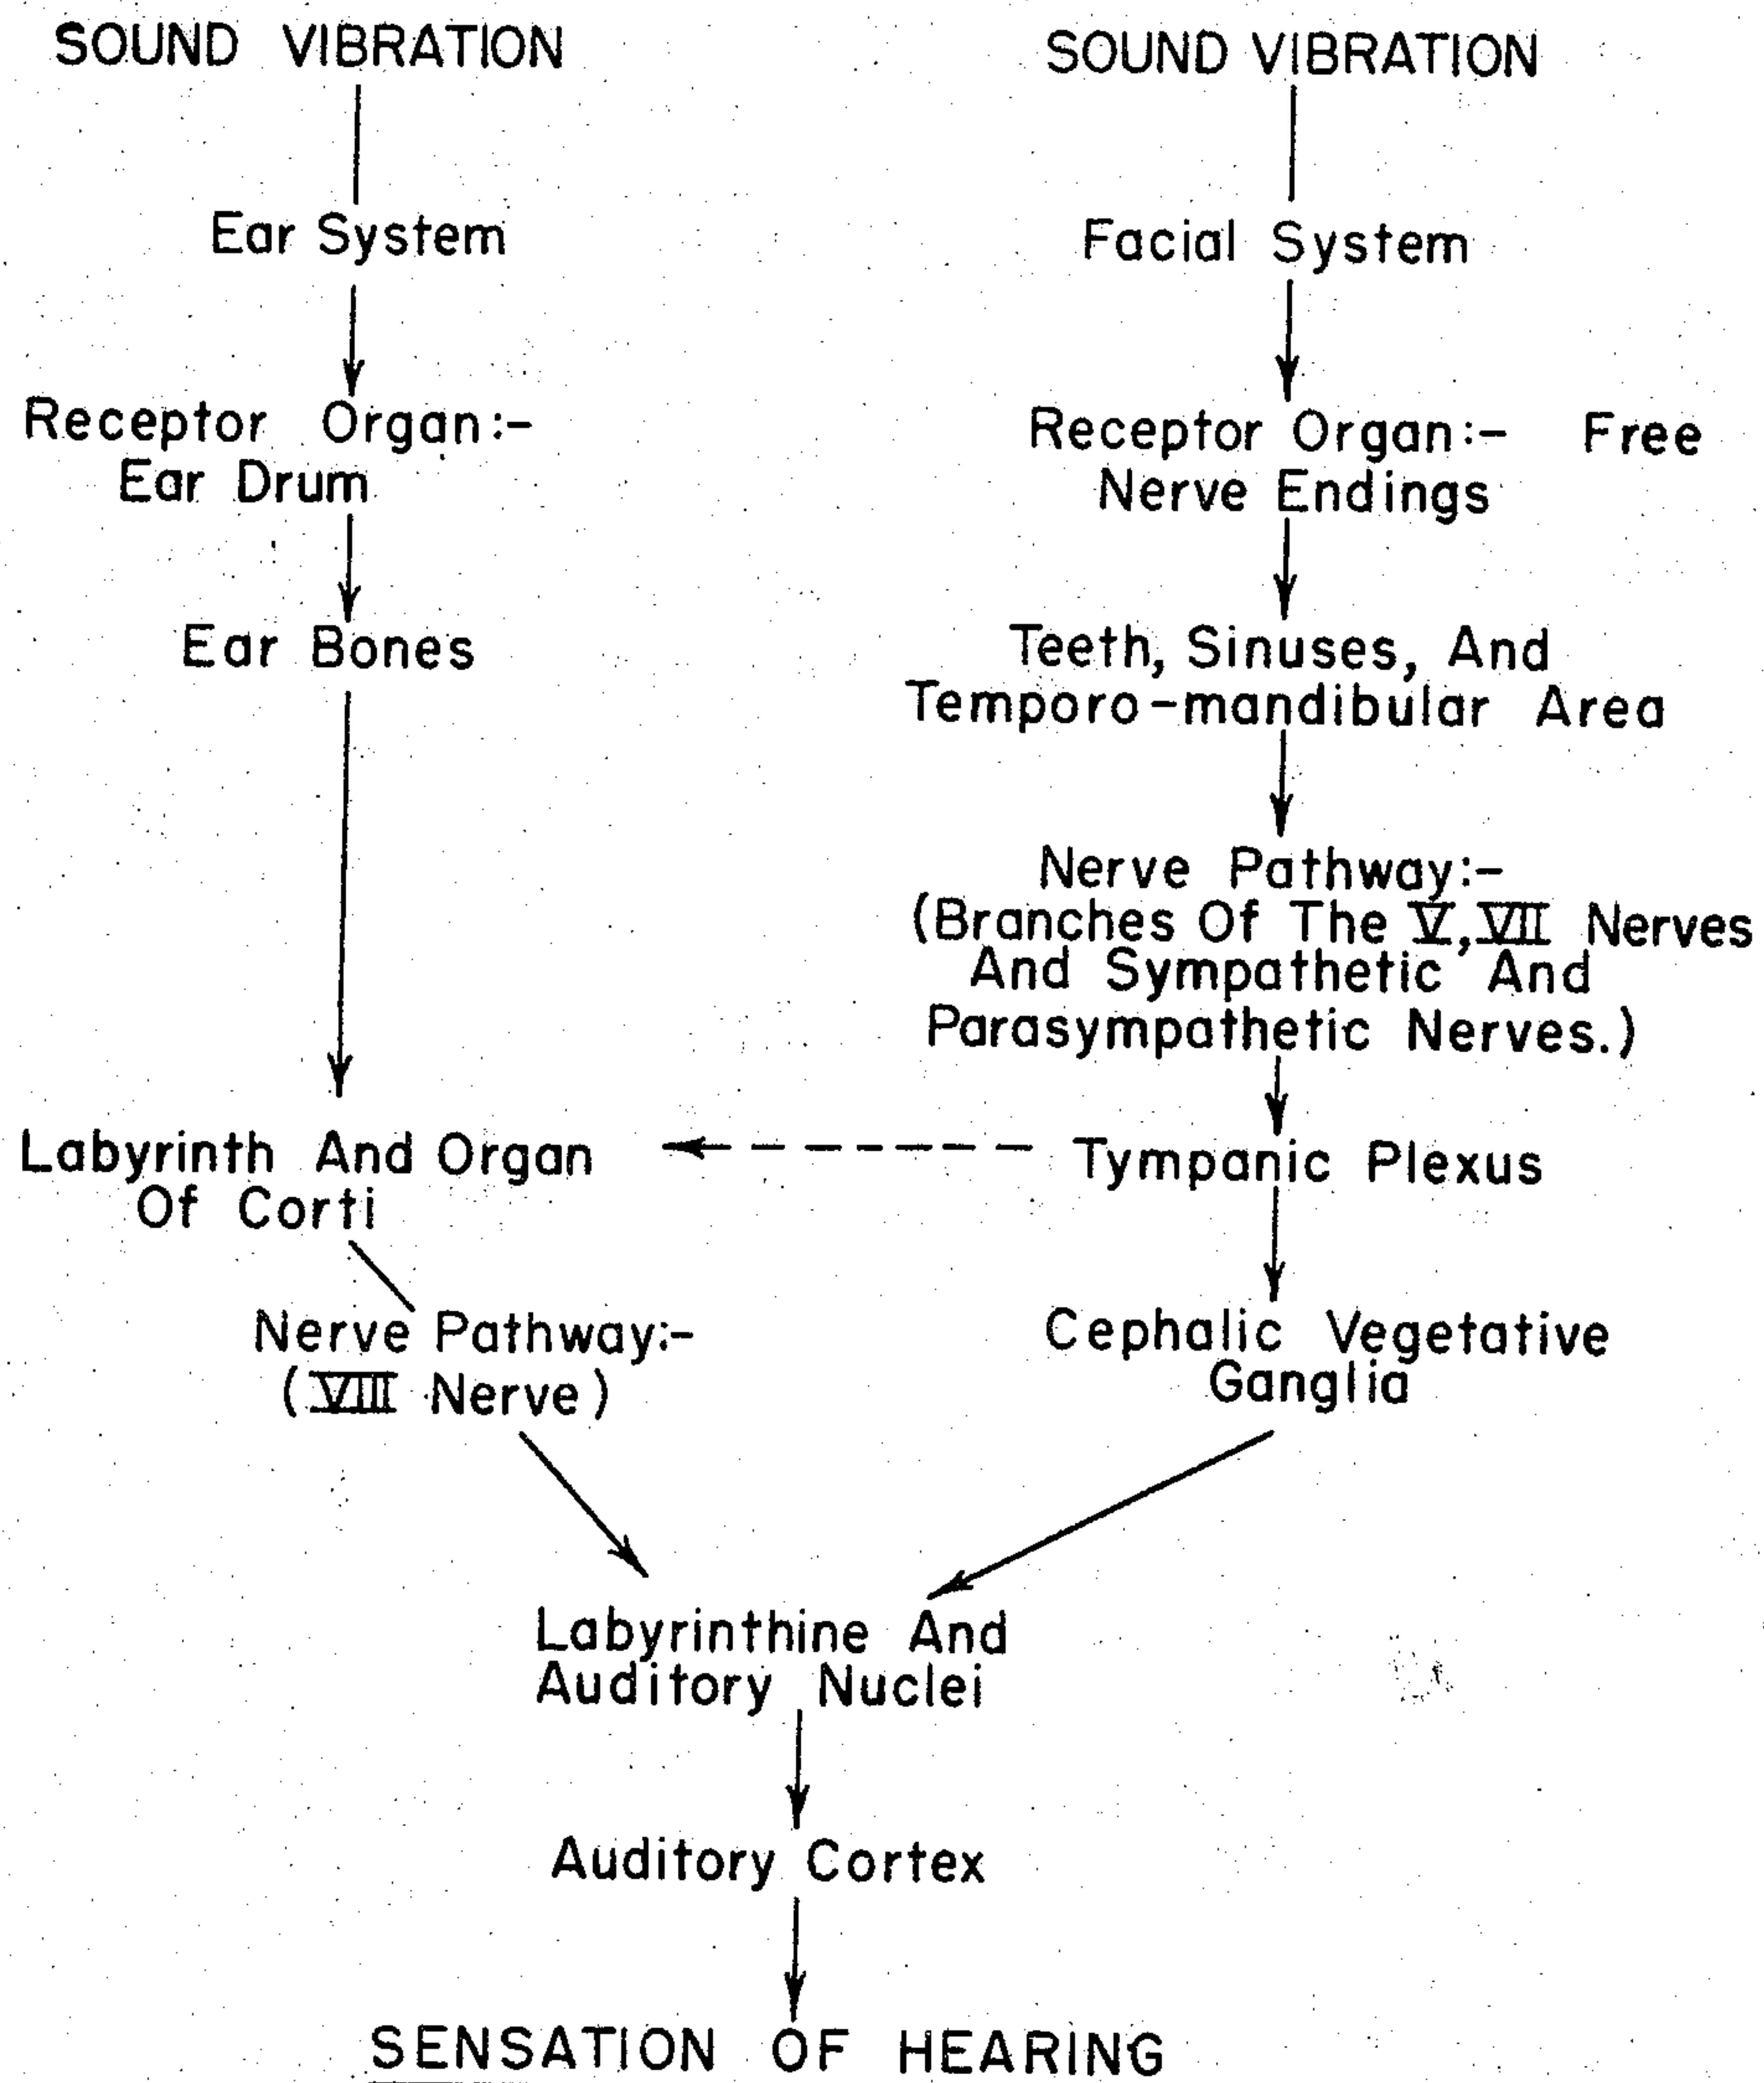 SOUND VIBRATION
Ear System
Receptor Organ:-
Ear Drum
Ear Bones
Labyrinth And Organ
Of Corti
Nerve Pathway:-
(VIII Nerve)
SOUND VIBRATION
Facial System
Receptor Organ:- Free
Nerve Endings
Teeth, Sinuses, And
Temporo-mandibular Area
Nerve Pathway:-
(Branches Of The V, VII Nerves
And Sympathetic And
Parasympathetic Nerves.)
Tympanic Plexus
Cephalic Vegetative
Ganglia
Labyrinthine And
Auditory Nuclei
Auditory Cortex
SENSATION OF HEARING